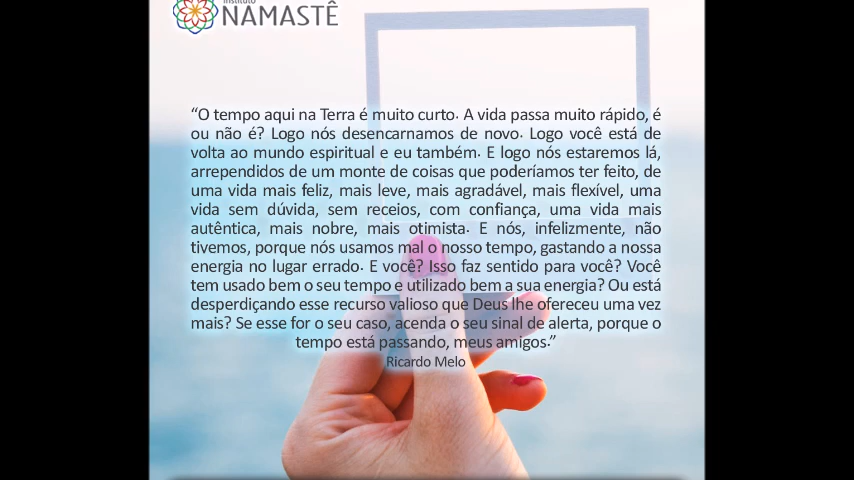 Instituto
NAMASTÊ
“O tempo aqui na Terra é muito curto. A vida passa muito rápido, é
ou não é? Logo nós desencarnamos de novo. Logo você está de
volta ao mundo espiritual e eu também. E logo nós estaremos lá,
arrependidos de um monte de coisas que poderíamos ter feito, de
uma vida mais feliz, mais leve, mais agradável, mais flexível, uma
vida sem dúvida, sem receios, com confiança, uma vida mais
autêntica, mais nobre, mais otimista. E nós, infelizmente, não
tivemos, porque nós usamos mal o nosso tempo, gastando a nossa
energia no lugar errado. E você? Isso faz sentido para você? Você
tem usado bem o seu tempo e utilizado bem a sua energia? Ou está
desperdiçando esse recurso valioso que Deus lhe ofereceu uma vez
mais? Se esse for o seu caso, acenda o seu sinal de alerta, porque o
tempo está passando, meus amigos.”
Ricardo Melo